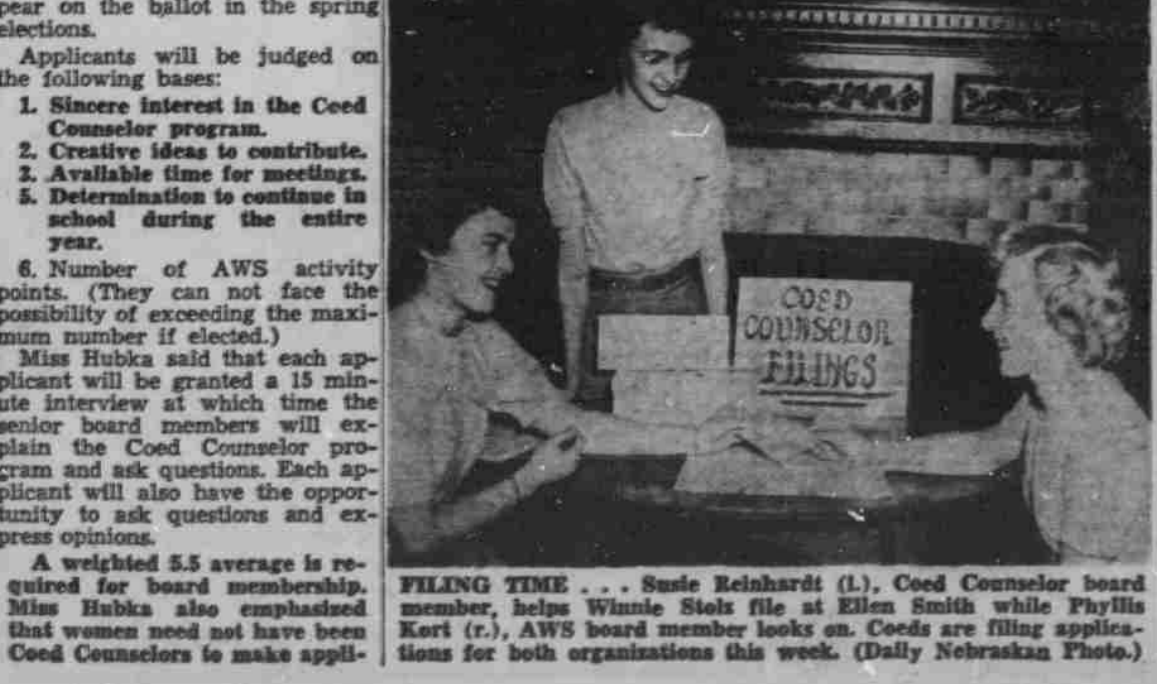 pear on the ballot in the spring
elections.
Applicants will be judged on
the following bases:
1. Sincere interest in the Coed
Counselor program.
2. Creative ideas to contribute.
3. Available time for meetings.
5. Determination to continue in
school during the entire
year.
6. Number of AWS activity
points. (They can not face the
possibility of exceeding the maxi-
mum number if elected.)
Miss Hubka said that each ap-
plicant will be granted a 15 min-
ute interview at which time the
senior board members will ex-
plain the Coed Counselor pro-
gram and ask questions. Each ap-
plicant will also have the oppor-
tunity to ask questions and ex-
press opinions.
A weighted 5.5 average is re-
quired for board membership.
Miss Hubka also emphasized
that women need not have been
Coed Counselors to make appli-
COED
COUNSELOR
FILINGS
FILING TIME . . . Susie Reinhardt (l.), Coed Counselor board
member, helps Winnie Stolz file at Ellen Smith while Phyllis
Kort (r.), AWS board member looks on. Coeds are filing applica-
tions for both organizations this week. (Daily Nebraskan Photo.)